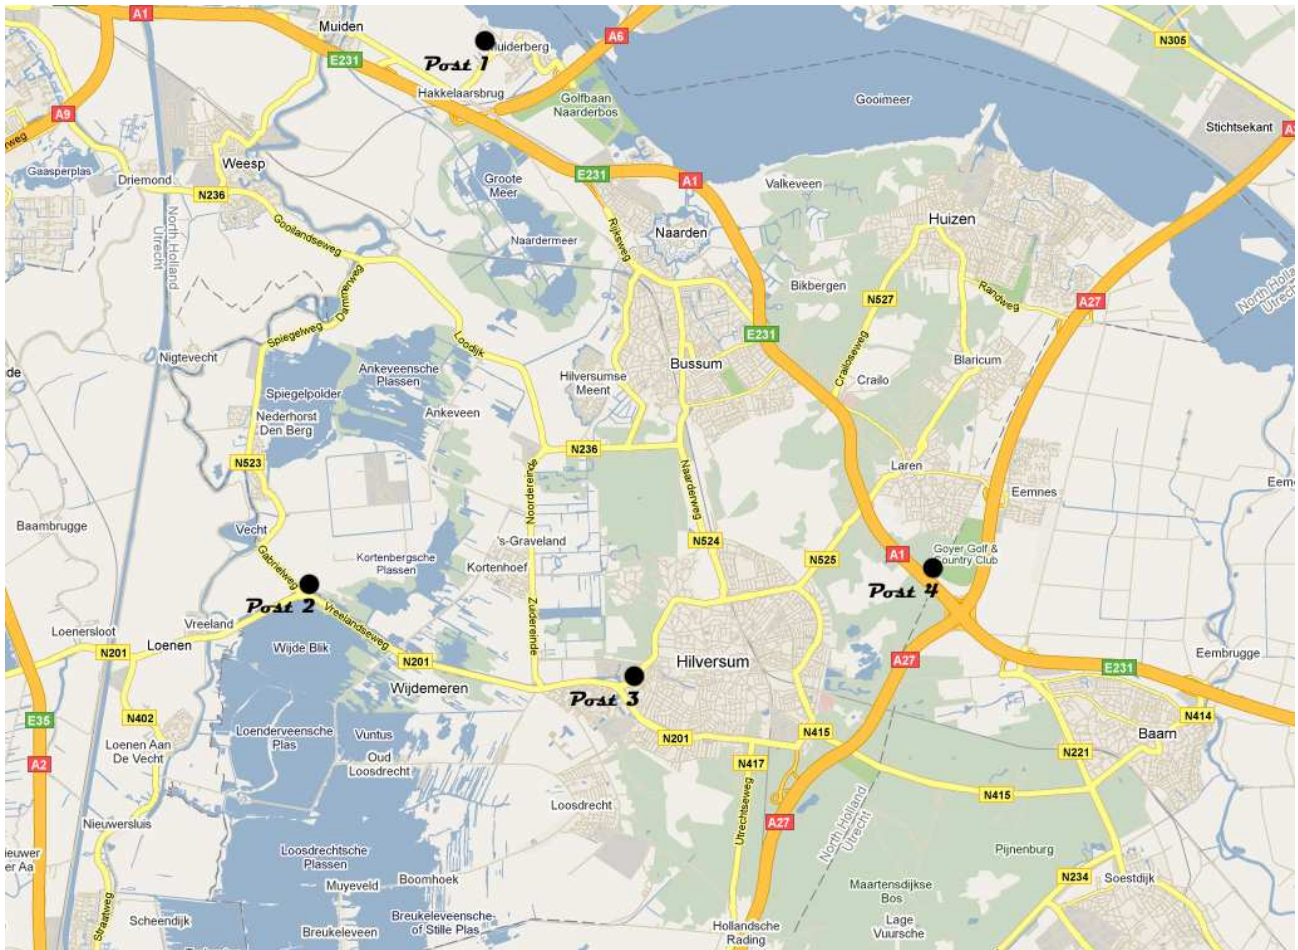 A1
Muiden
A6
N305
Muiderberg
Post 1
E231
Hakkelaarsbrug
Golfbaan
Naarderbos
Gooimeer
A9
Stichtsekant
Gaasperplas
Weesp
Driemond
N236
Groote
Meer
E231
A1
Valkeveen
North Holland
Utrecht
Gooilandseweg
Naardermeer
Rijksweg
Naarden
Huizen
Dammerweg
Bikbergen
N527
Randweg
A27
Spiegelweg
Loodijk
E231
Nigtevecht
Ankeveensche
Plassen
Bussum
Crailoseweg
Crailo
Blaricum
Spiegelpolder
Hilversumse
Meent
Nederhorst
Den Berg
Ankeveen
N523
N236
Noordereinde
Naarderweg
Laren
Eemnes
Baambrugge
Vecht
's-Graveland
N524
N525
A1
Goyer Golf &
Country Club
Gabrielweg
Kortenbergsche
Plassen
Kortenhoef
Post 2
Post 4
Vreeland
Vreelandseweg
Zuidereinde
Loenersloot
N201
Loenen
Wijde Blik
N201
Wijdemeren
Hilversum
Post 3
A27
E231
Eembrugge
E35
N402
Loenen Aan
De Vecht
Loenderveensche
Plas
Vuntus
Oud
Loosdrecht
N201
N415
N221
N414
Baarn
A2
N417
Loosdrecht
Utrechtseweg
N415
A27
North Holland
Utrecht
Nieuwersluis
Loosdrechtsche
Plassen
Boomhoek
Muyeveld
Pijnenburg
N234
Soestdijk
Straatweg
Scheendijk
Breukeleven
Breukeleveensche-
of Stille Plas
Maartensdijkse
Bos
Lage
Vuursche
Hollandsche
Rading